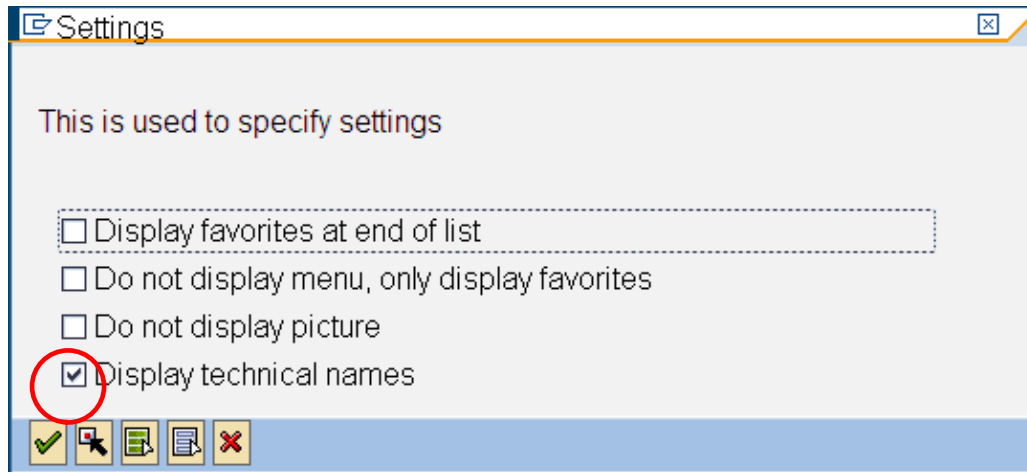 Settings
This is used to specify settings
Display favorites at end of list
Do not display menu, only display favorites
Do not display picture
Display technical names